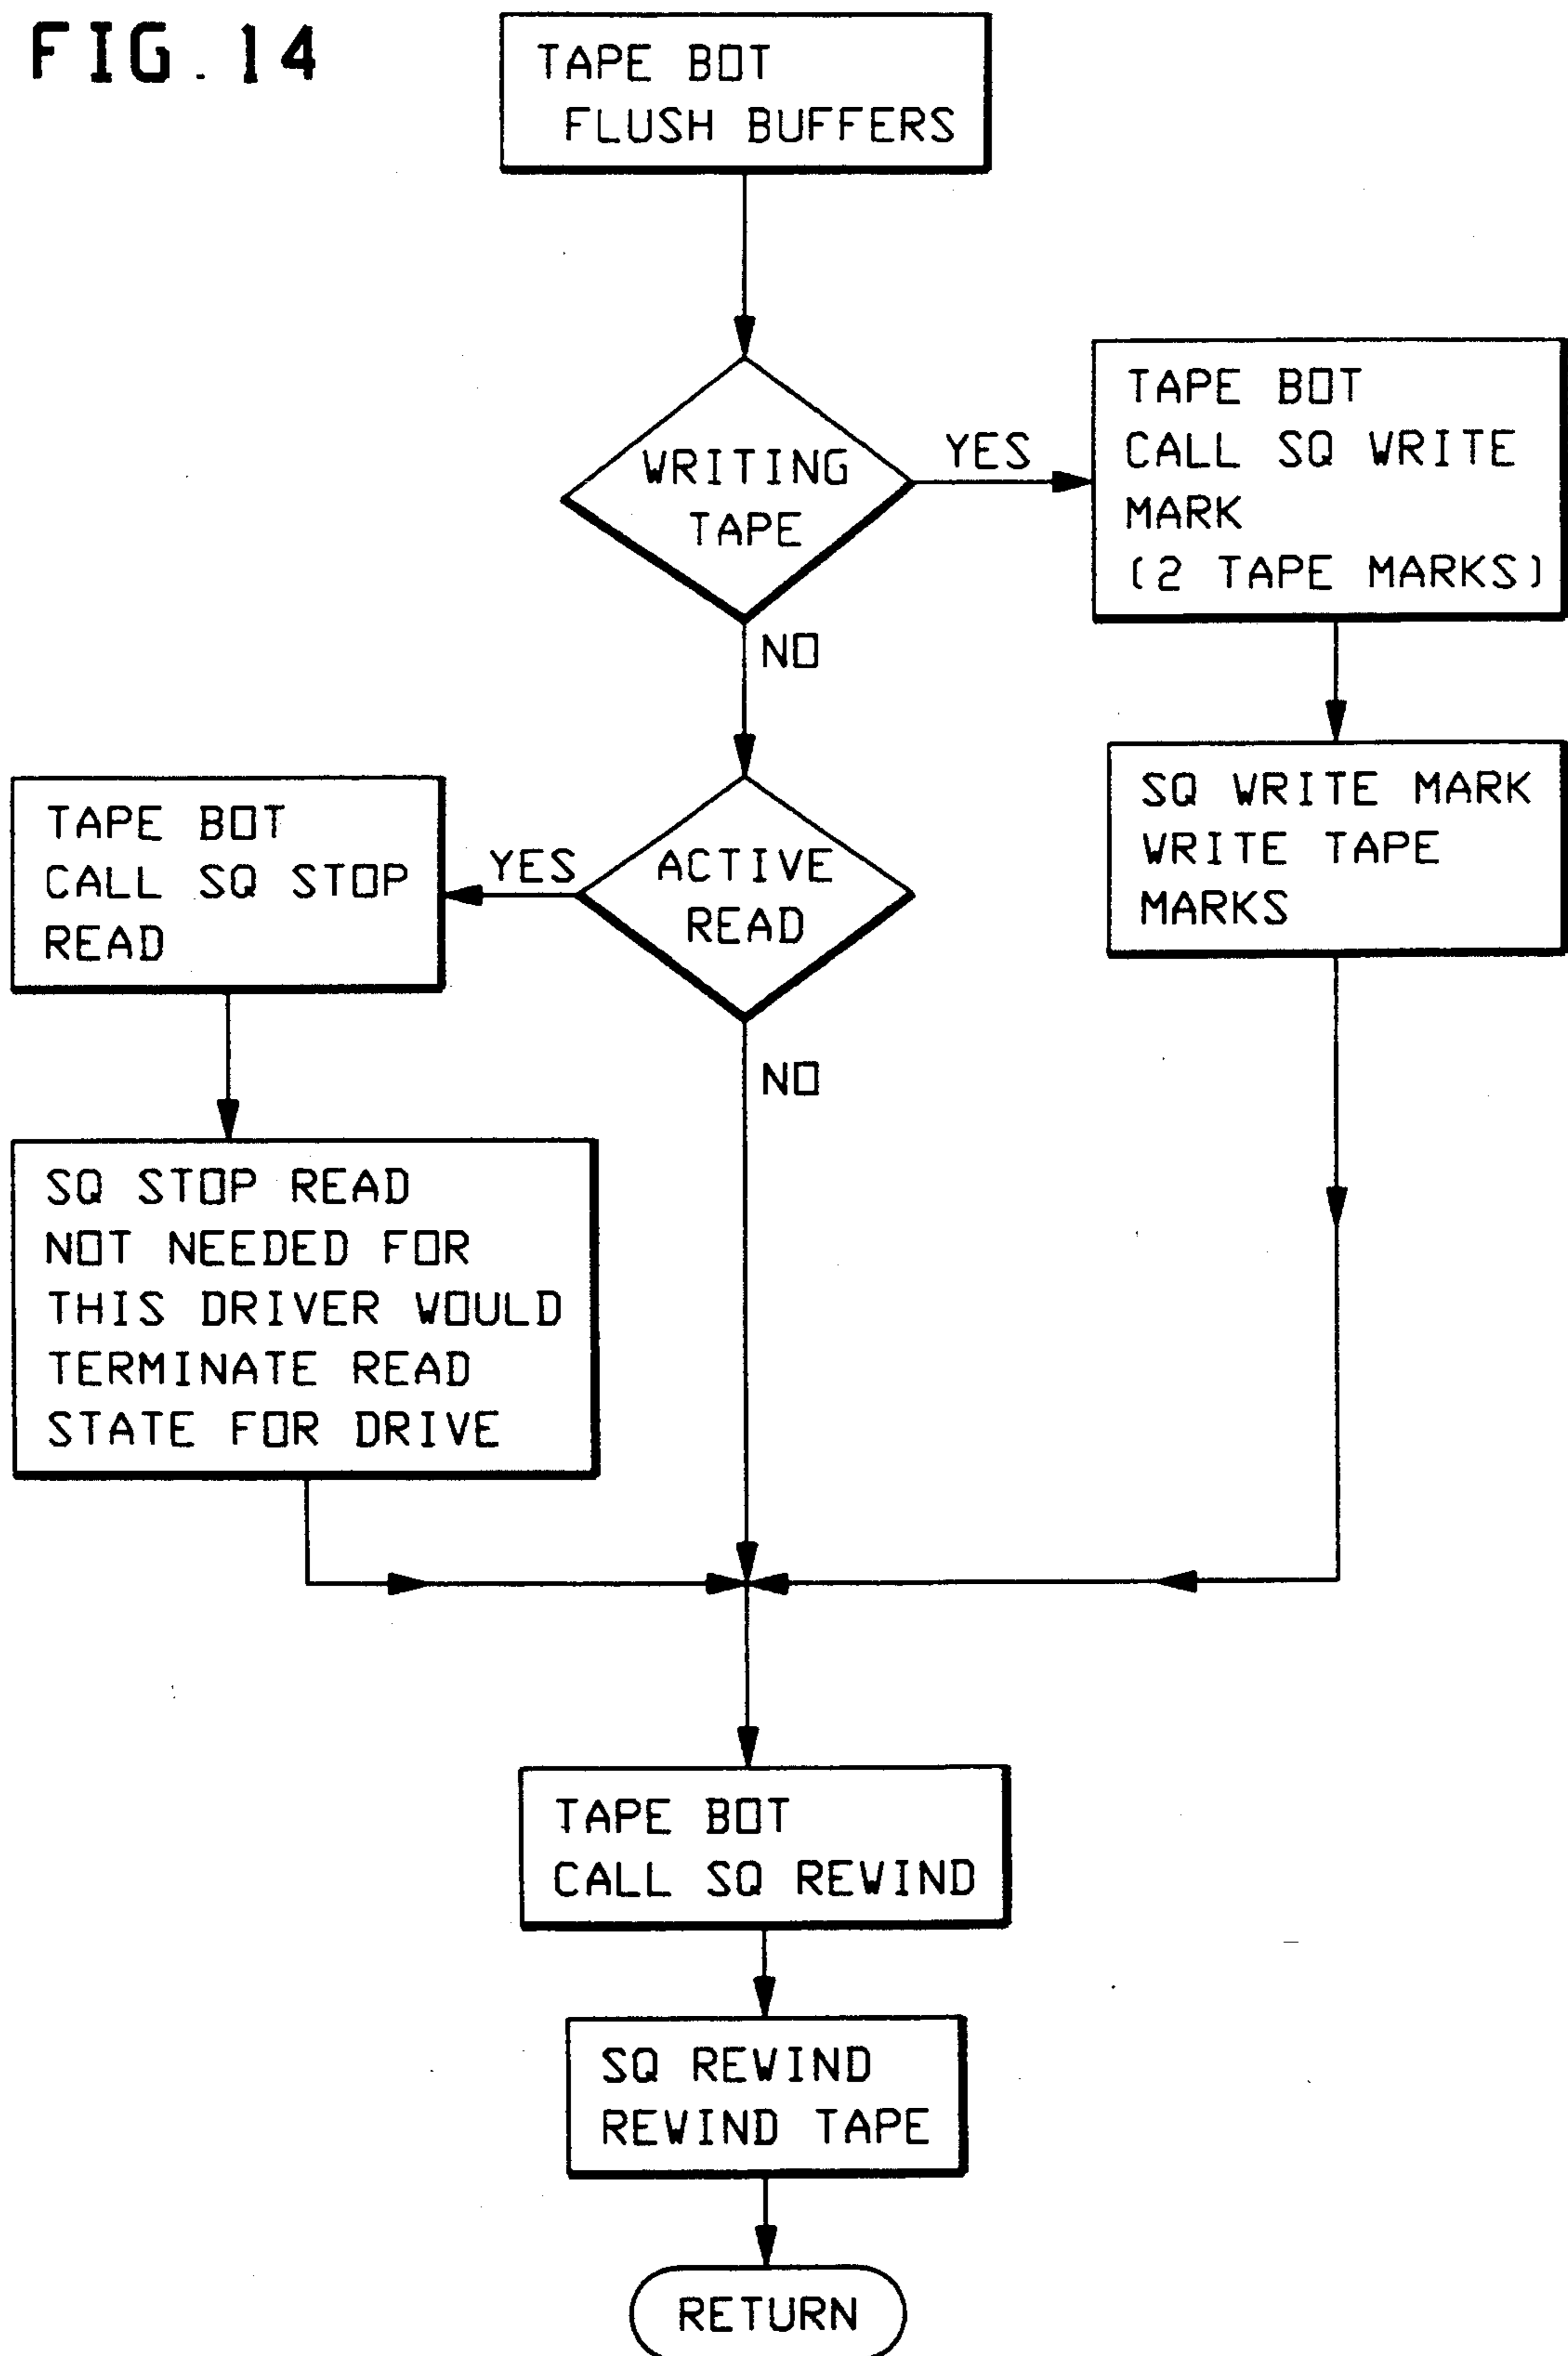 FIG.14
TAPE BOT
FLUSH BUFFERS
WRITING
TAPE
YES
NO
TAPE BOT
CALL SQ WRITE
MARK
(2 TAPE MARKS)
SQ WRITE MARK
WRITE TAPE
MARKS
ACTIVE
READ
YES
NO
TAPE BOT
CALL SQ STOP
READ
SQ STOP READ
NOT NEEDED FOR
THIS DRIVER WOULD
TERMINATE READ
STATE FOR DRIVE
TAPE BOT
CALL SQ REWIND
SQ REWIND
REWIND TAPE
RETURN